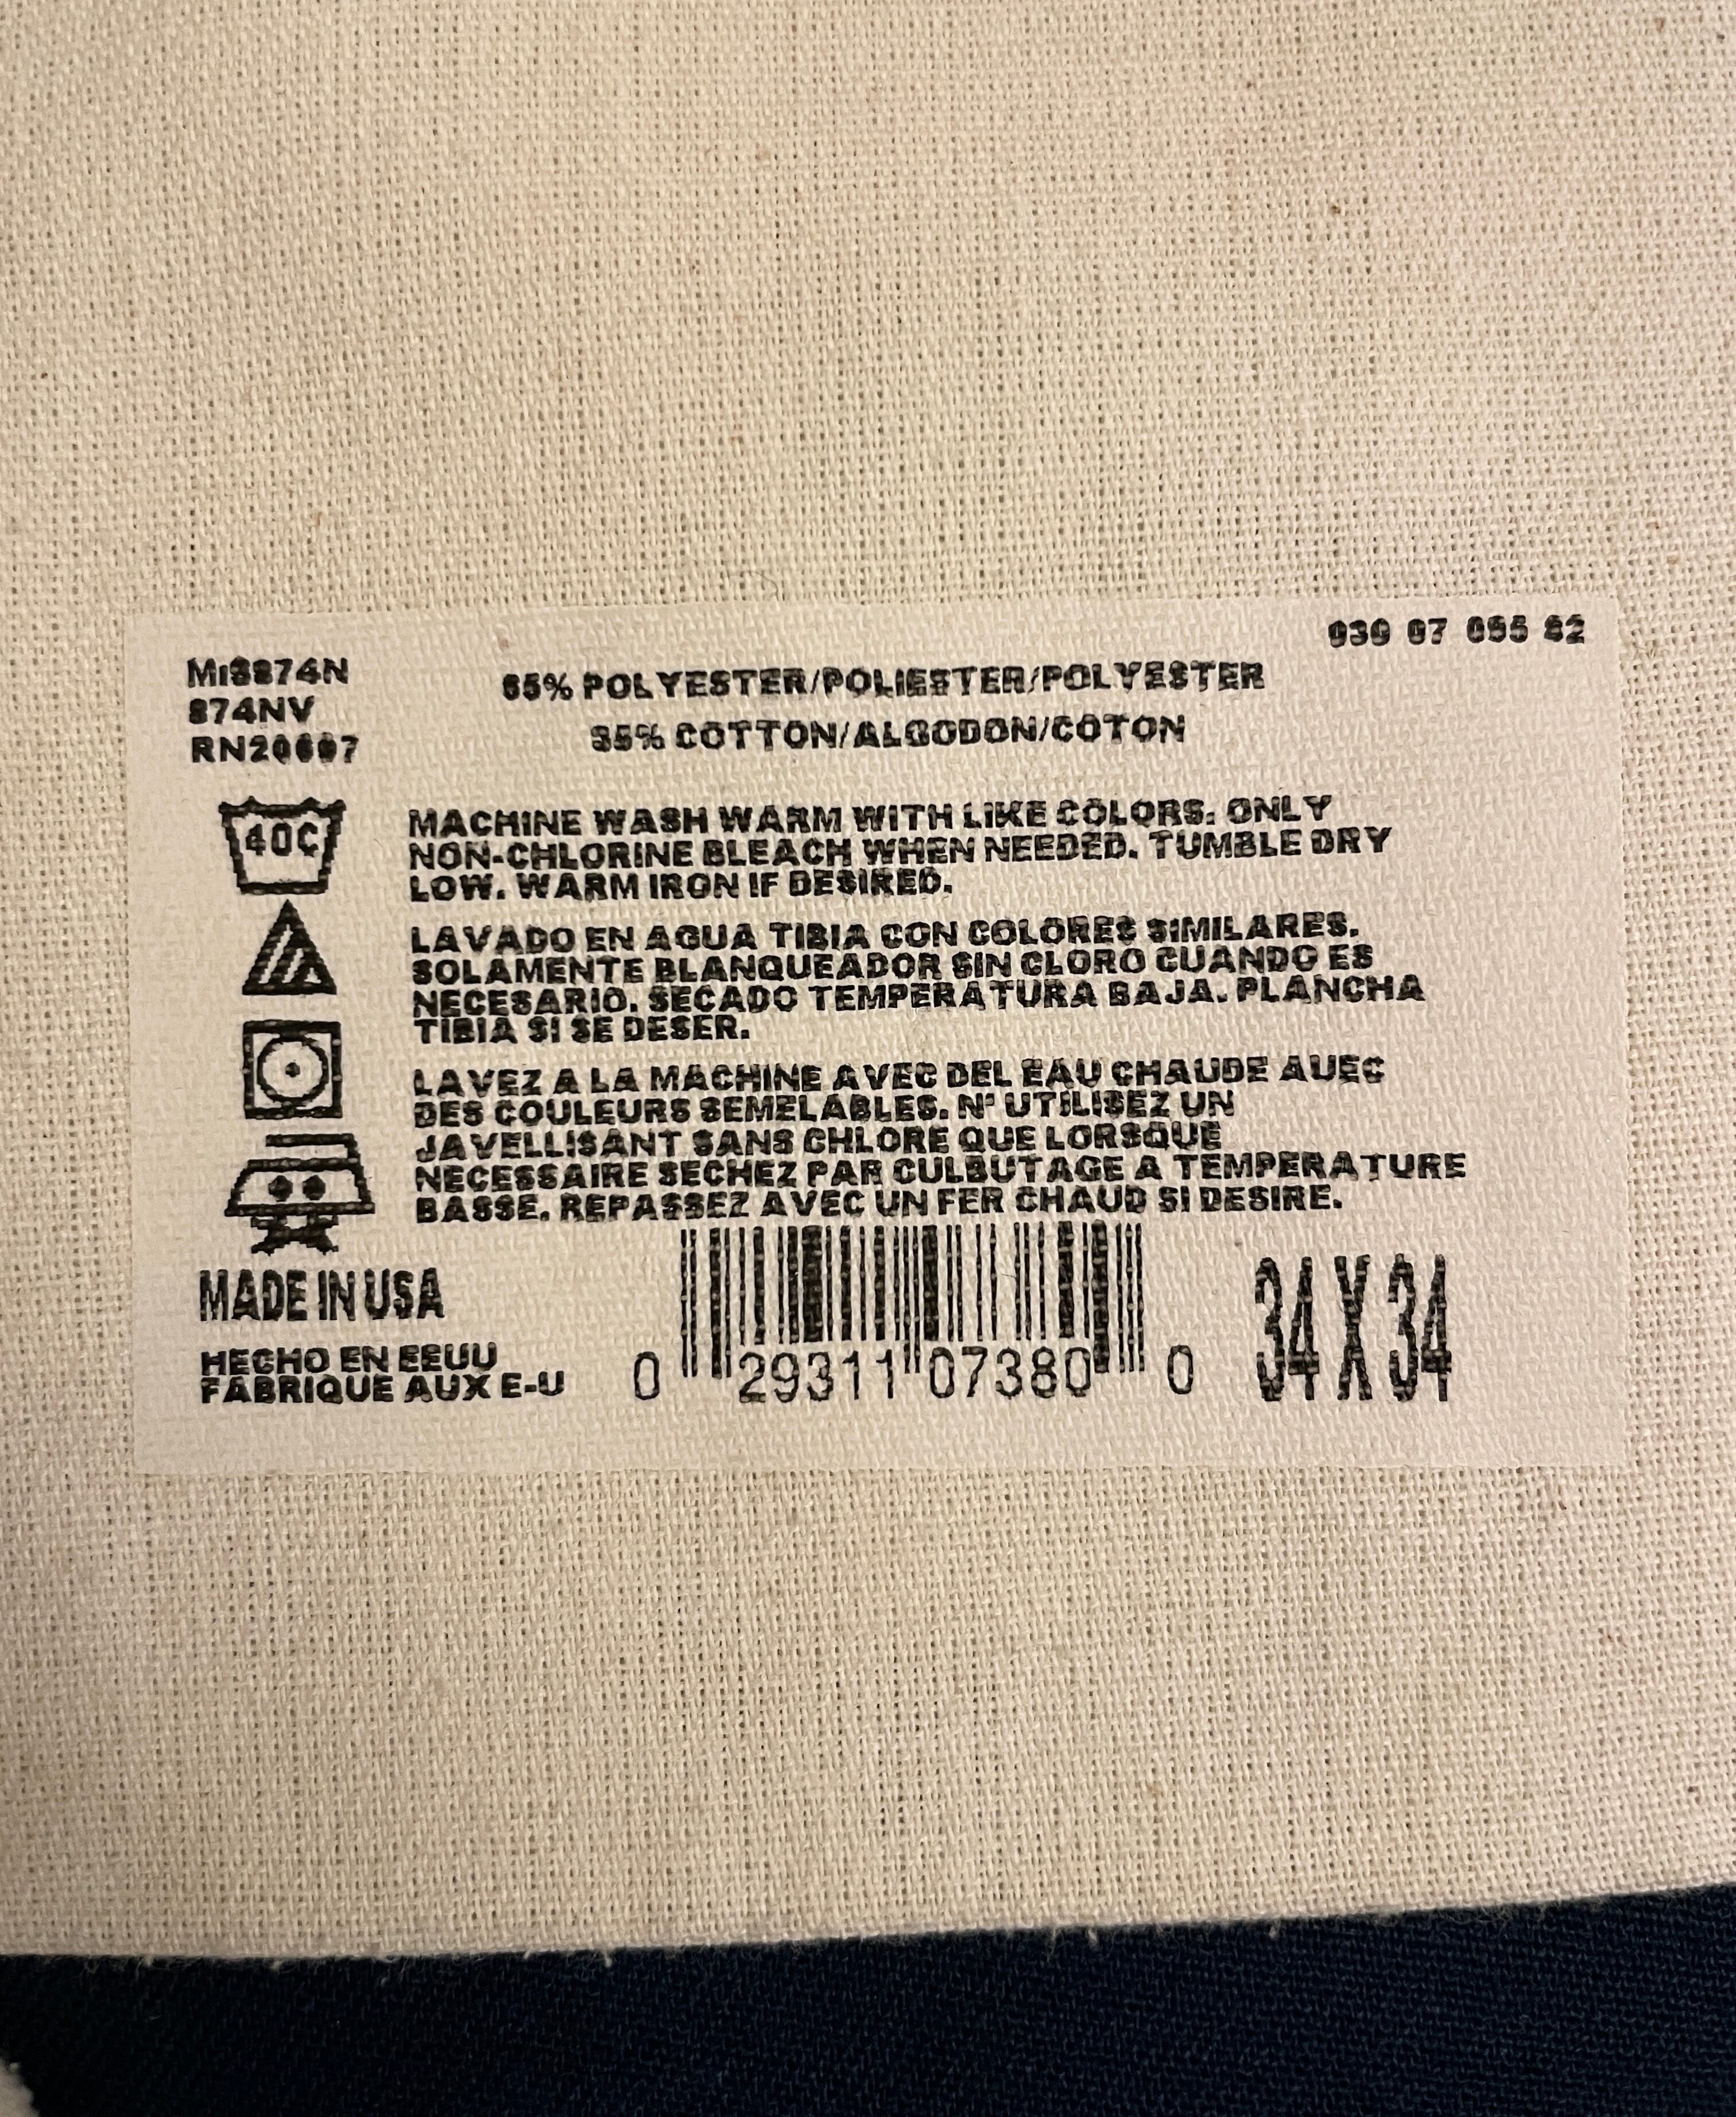 939 07 095 82
MIS874N
874NV
RN20697
65% POLYESTER/POLIESTER/POLYESTER
35% COTTON/ALGODON/COTON
40C
MACHINE WASH WARM WITH LIKE COLORS. ONLY
NON-CHLORINE BLEACH WHEN NEEDED. TUMBLE DRY
LOW. WARM IRON IF DESIRED.
LAVADO EN AGUA TIBIA CON COLORES SIMILARES.
SOLAMENTE BLANQUEADOR SIN CLORO CUANDO ES
NECESARIO. SECADO TEMPERATURA BAJA. PLANCHA
TIBIA SI SE DESER.
LAVEZ A LA MACHINE AVEC DEL EAU CHAUDE AUEC
DES COULEURS SEMELABLES. N' UTILISEZ UN
JAVELLISANT SANS CHLORE QUE LORSQUE
NECESSAIRE SECHEZ PAR CULBUTAGE A TEMPERATURE
BASSE. REPASSEZ AVEC UN FER CHAUD SI DESIRE.
MADE IN USA
HECHO EN EEUU
FABRIQUE AUX E-U
0 29311 07380 0
34 X 34